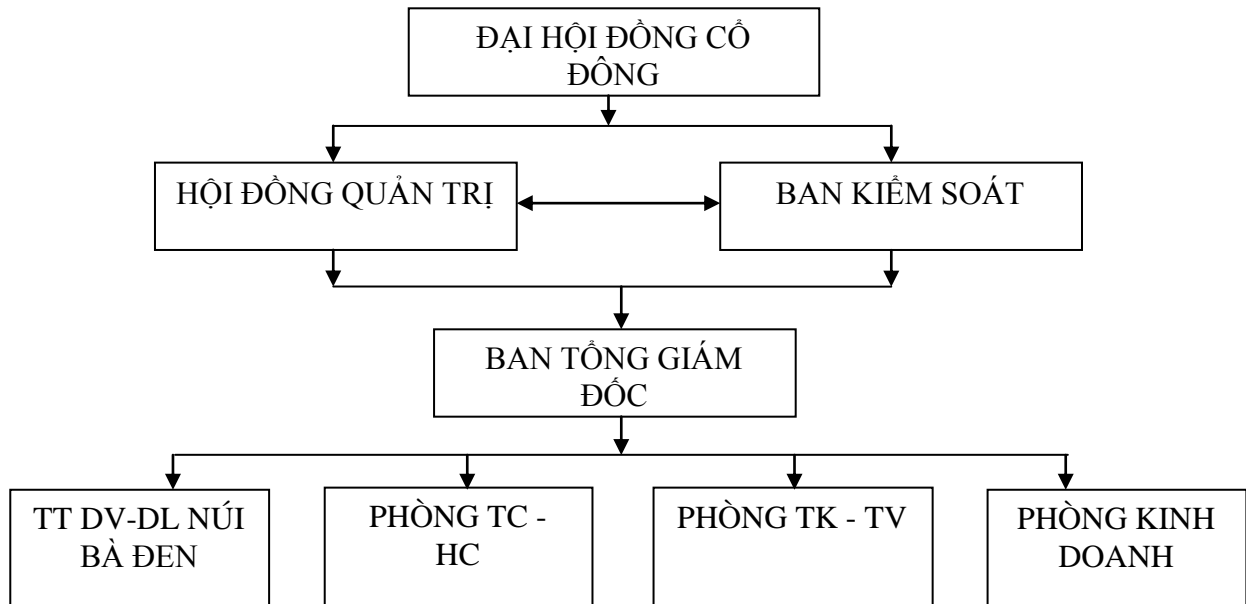 ĐẠI HỘI ĐỒNG CỔ
ĐÔNG
HỘI ĐỒNG QUẢN TRỊ
BAN KIỂM SOÁT
BAN TỔNG GIÁM
ĐỐC
TT DV-DL NÚI
BÀ ĐEN
PHÒNG TC -
HC
PHÒNG TK - TV
PHÒNG KINH
DOANH